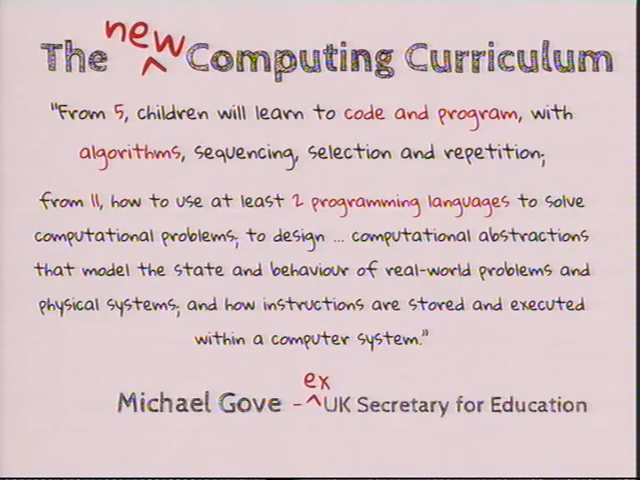 The new Computing Curriculum
"From 5, children will learn to code and program, with
algorithms, sequencing, selection and repetition;
from 11, how to use at least 2 programming languages to solve
computational problems; to design ... computational abstractions
that model the state and behaviour of real-world problems and
physical systems; and how instructions are stored and executed
within a computer system."
Michael Gove - ex UK Secretary for Education